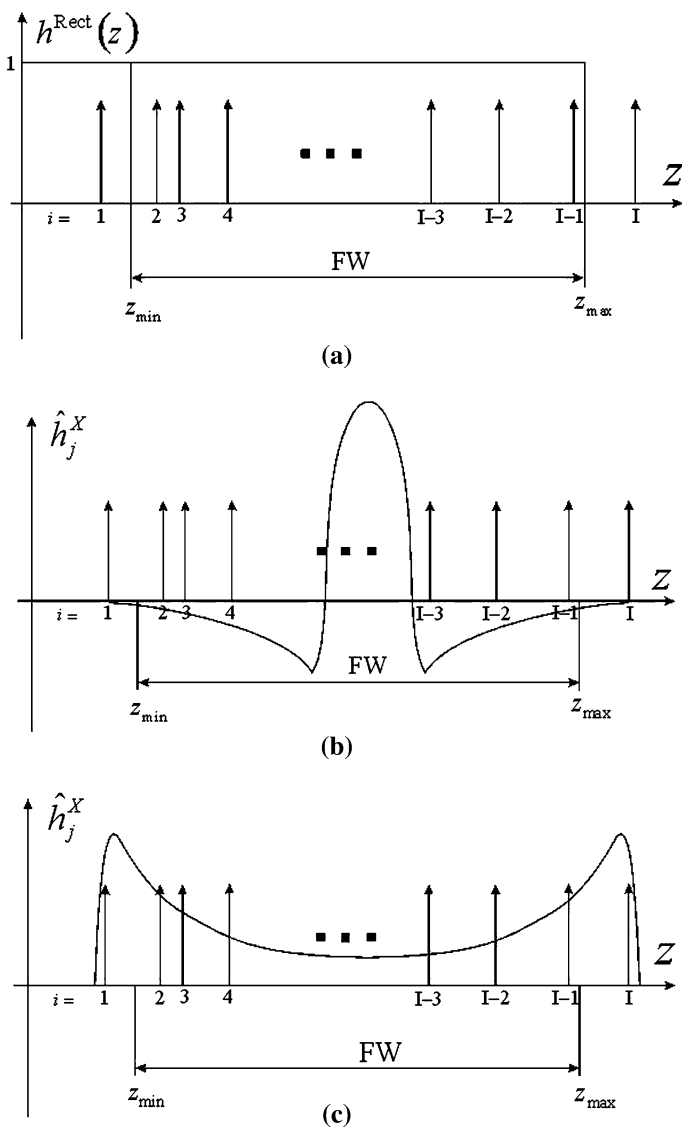 h^Rect(z)
1
Z
i = 1 2 3 4 I–3 I–2 I–1 I
FW
z_min z_max
(a)
ĥ_j^X
Z
i = 1 2 3 4 I–3 I–2 I–1 I
FW
z_min z_max
(b)
ĥ_j^X
Z
i = 1 2 3 4 I–3 I–2 I–1 I
FW
z_min z_max
(c)